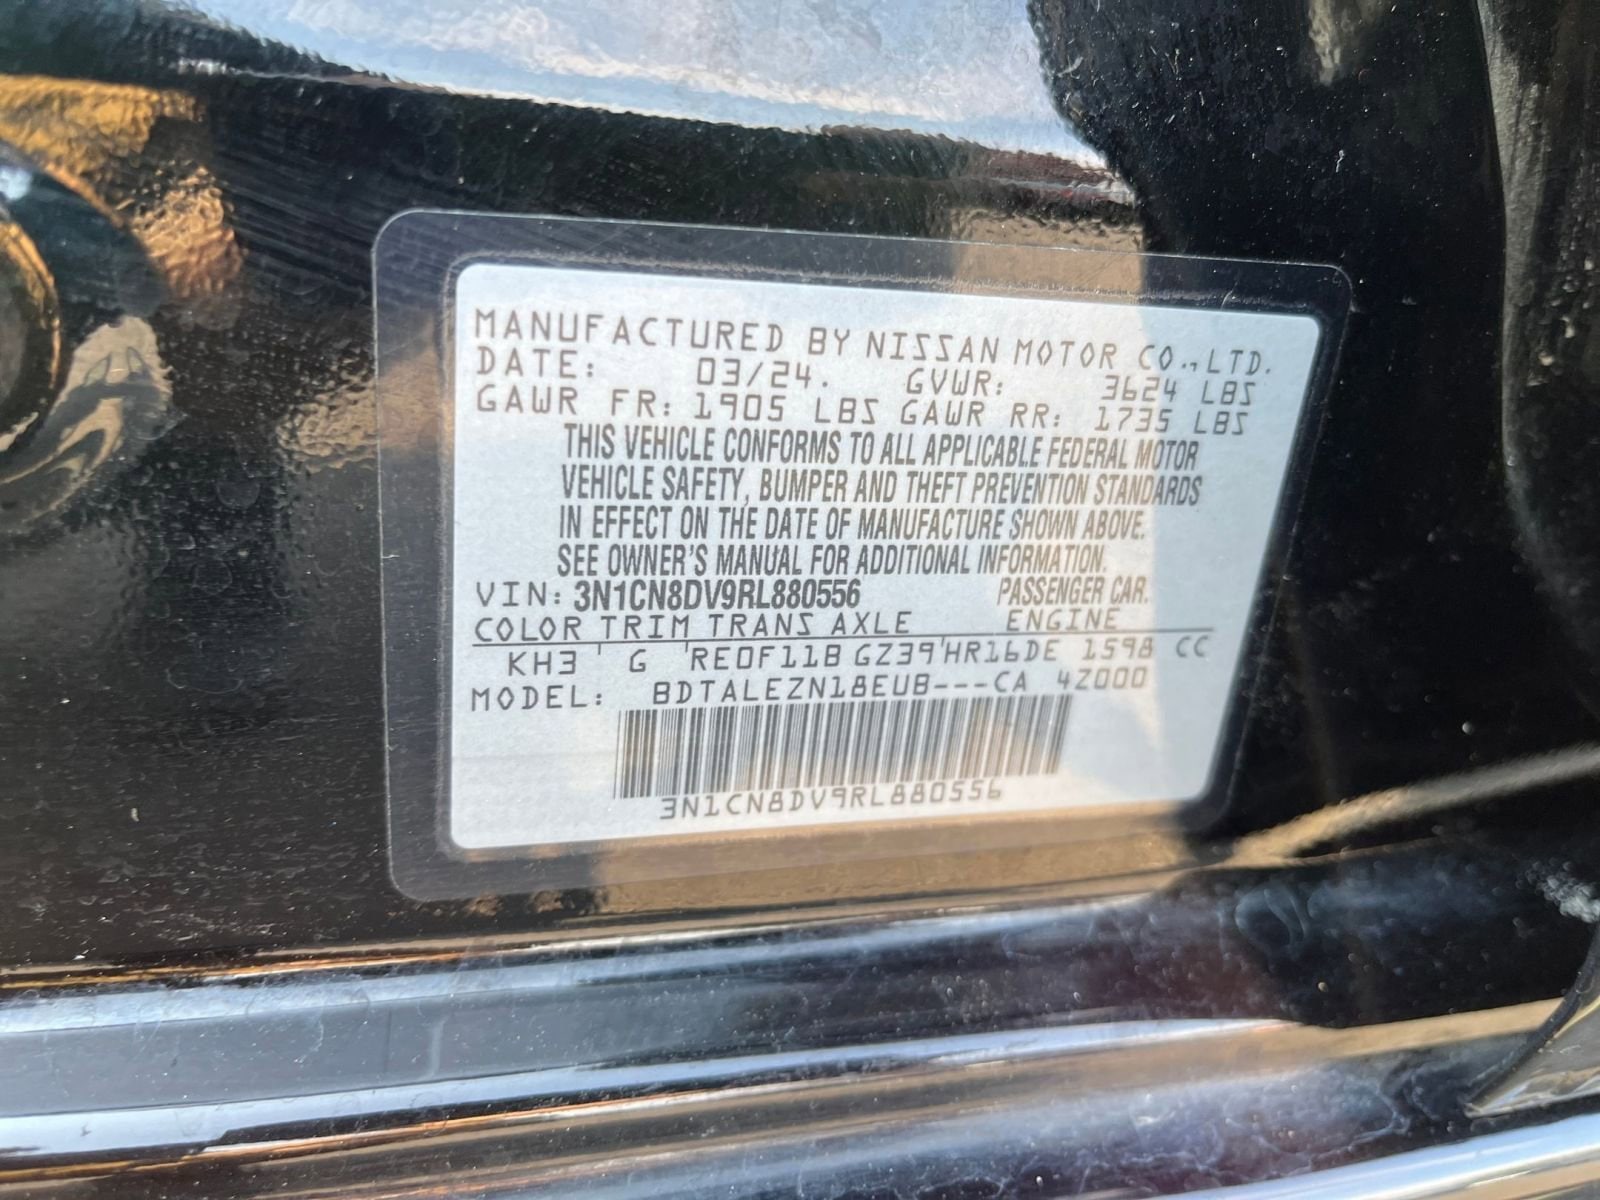 MANUFACTURED BY NISSAN MOTOR CO.,LTD.
DATE: 03/24. GVWR: 3624 LBS
GAWR FR: 1905 LBS GAWR RR: 1735 LBS
THIS VEHICLE CONFORMS TO ALL APPLICABLE FEDERAL MOTOR
VEHICLE SAFETY, BUMPER AND THEFT PREVENTION STANDARDS
IN EFFECT ON THE DATE OF MANUFACTURE SHOWN ABOVE.
SEE OWNER'S MANUAL FOR ADDITIONAL INFORMATION.
VIN: 3N1CN8DV9RL880556 PASSENGER CAR.
COLOR TRIM TRANS AXLE ENGINE
KH3 ' G 'RE0F11B GZ39'HR16DE 1598 CC
MODEL: BDTALEZN18EUB---CA 4Z000
3N1CN8DV9RL880556